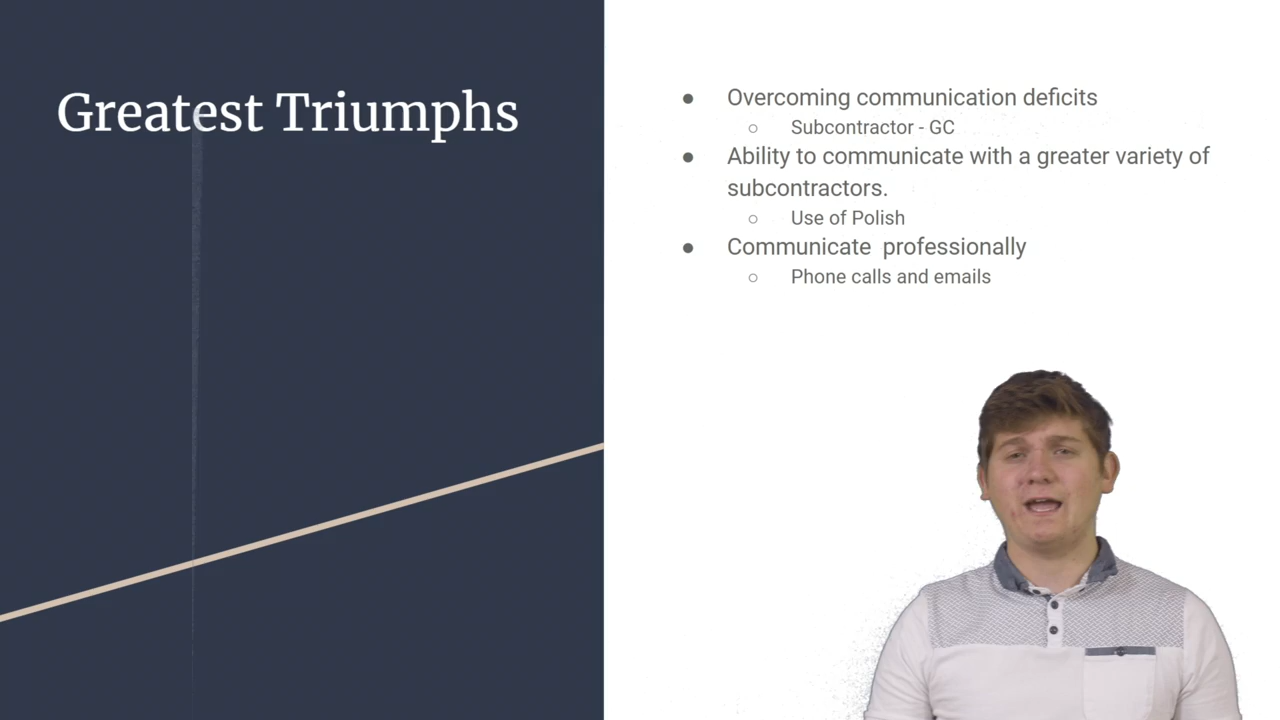 Greatest Triumphs
● Overcoming communication deficits
○ Subcontractor - GC
● Ability to communicate with a greater variety of
subcontractors.
○ Use of Polish
● Communicate  professionally
○ Phone calls and emails